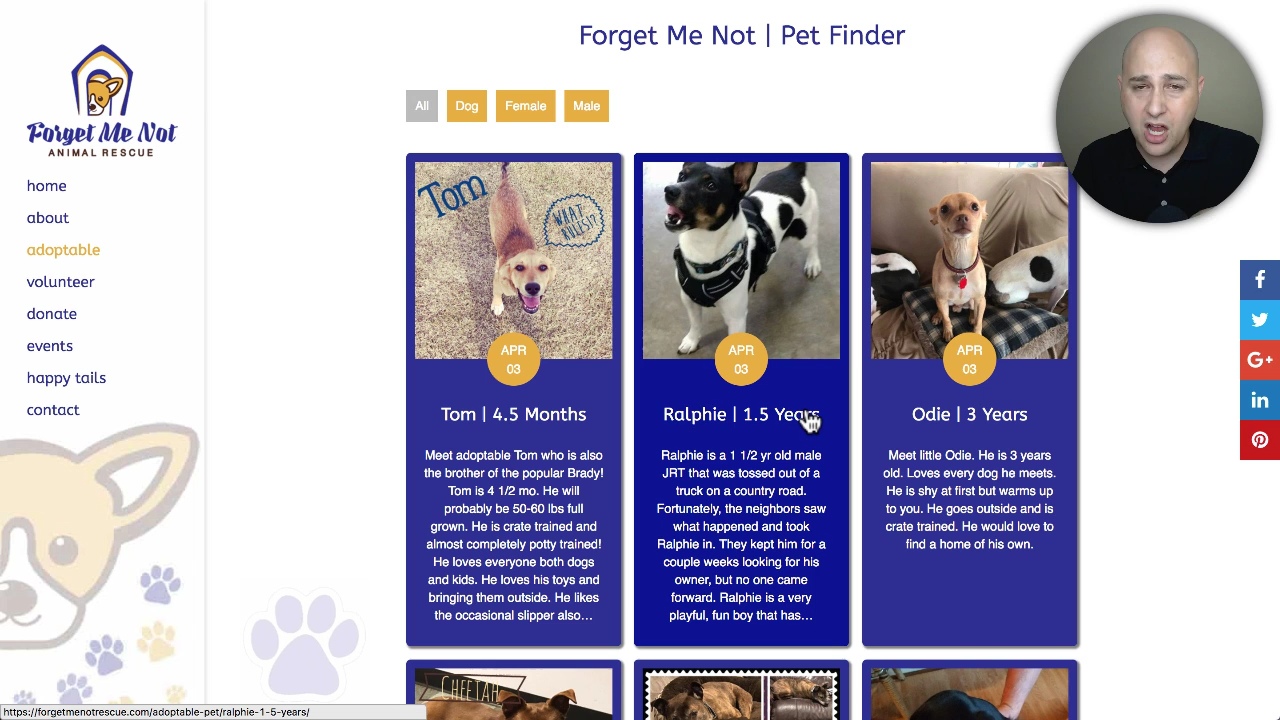 Forget Me Not | Pet Finder
Forget Me Not
ANIMAL RESCUE
home
about
adoptable
volunteer
donate
events
happy tails
contact
All
Dog
Female
Male
Tom
WHAT
RULES!?
APR
03
Tom | 4.5 Months
Meet adoptable Tom who is also
the brother of the popular Brady!
Tom is 4 1/2 mo. He will
probably be 50-60 lbs full
grown. He is crate trained and
almost completely potty trained!
He loves everyone both dogs
and kids. He loves his toys and
bringing them outside. He likes
the occasional slipper also…
APR
03
Ralphie | 1.5 Years
Ralphie is a 1 1/2 yr old male
JRT that was tossed out of a
truck on a country road.
Fortunately, the neighbors saw
what happened and took
Ralphie in. They kept him for a
couple weeks looking for his
owner, but no one came
forward. Ralphie is a very
playful, fun boy that has…
APR
03
Odie | 3 Years
Meet little Odie. He is 3 years
old. Loves every dog he meets.
He is shy at first but warms up
to you. He goes outside and is
crate trained. He would love to
find a home of his own.
G+
in
CHEETAH
https://forgetmenotrescue.com/adoptable-pet/ralphie-1-5-years/